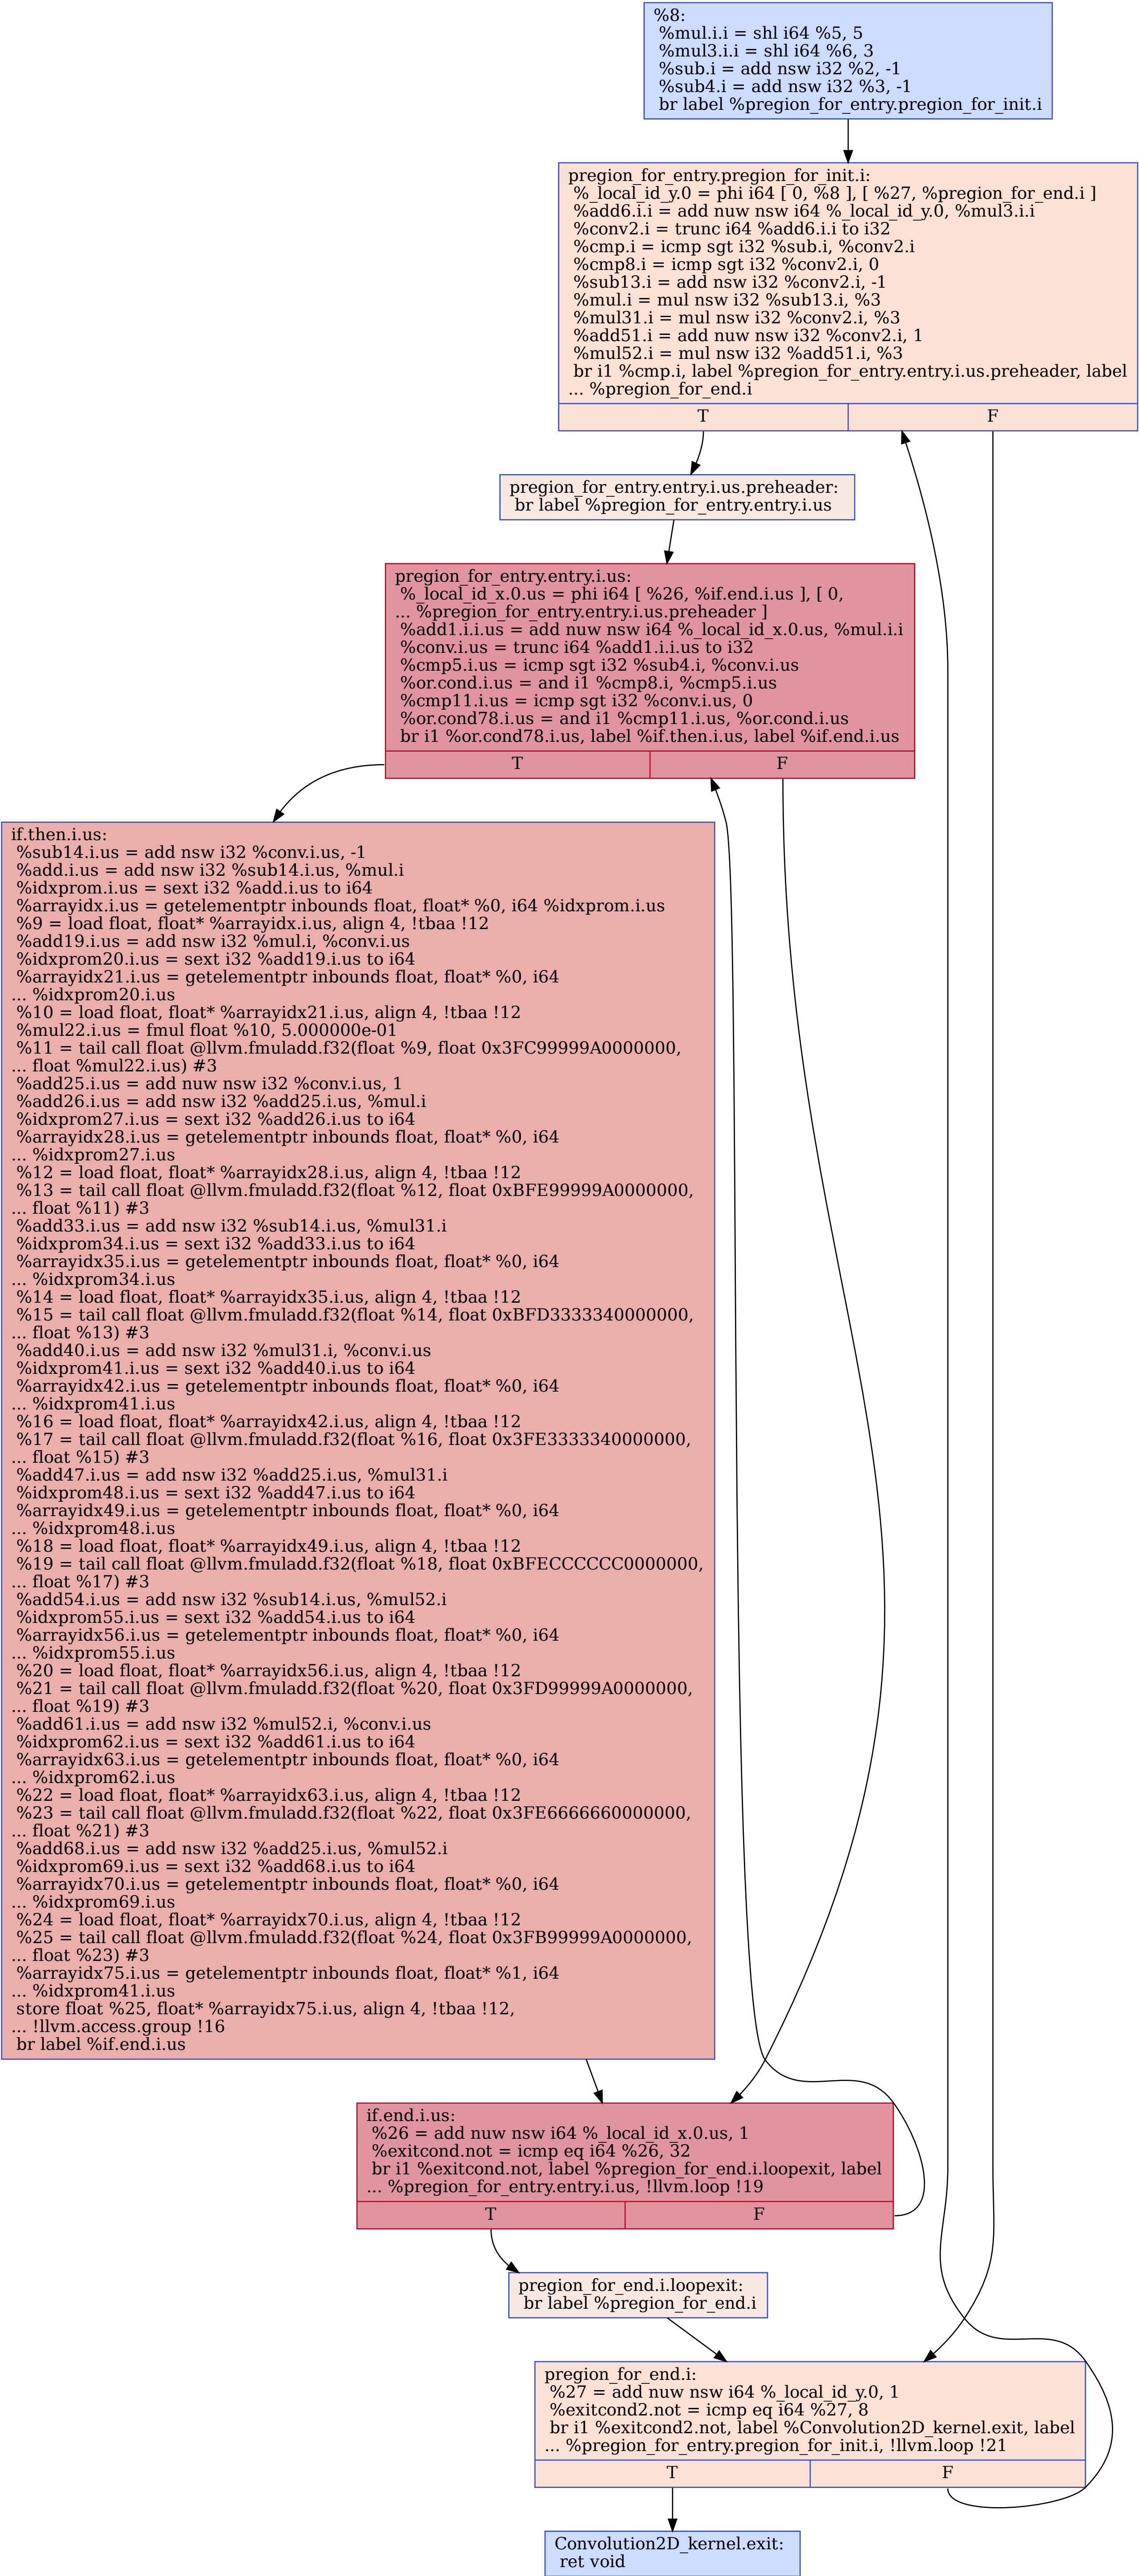 %8:
%mul.i.i = shl i64 %5, 5
%mul3.i.i = shl i64 %6, 3
%sub.i = add nsw i32 %2, -1
%sub4.i = add nsw i32 %3, -1
br label %pregion_for_entry.pregion_for_init.i
pregion_for_entry.pregion_for_init.i:
%_local_id_y.0 = phi i64 [ 0, %8 ], [ %27, %pregion_for_end.i ]
%add6.i.i = add nuw nsw i64 %_local_id_y.0, %mul3.i.i
%conv2.i = trunc i64 %add6.i.i to i32
%cmp.i = icmp sgt i32 %sub.i, %conv2.i
%cmp8.i = icmp sgt i32 %conv2.i, 0
%sub13.i = add nsw i32 %conv2.i, -1
%mul.i = mul nsw i32 %sub13.i, %3
%mul31.i = mul nsw i32 %conv2.i, %3
%add51.i = add nuw nsw i32 %conv2.i, 1
%mul52.i = mul nsw i32 %add51.i, %3
br i1 %cmp.i, label %pregion_for_entry.entry.i.us.preheader, label
... %pregion_for_end.i
T F
pregion_for_entry.entry.i.us.preheader:
br label %pregion_for_entry.entry.i.us
pregion_for_entry.entry.i.us:
%_local_id_x.0.us = phi i64 [ %26, %if.end.i.us ], [ 0,
... %pregion_for_entry.entry.i.us.preheader ]
%add1.i.i.us = add nuw nsw i64 %_local_id_x.0.us, %mul.i.i
%conv.i.us = trunc i64 %add1.i.i.us to i32
%cmp5.i.us = icmp sgt i32 %sub4.i, %conv.i.us
%or.cond.i.us = and i1 %cmp8.i, %cmp5.i.us
%cmp11.i.us = icmp sgt i32 %conv.i.us, 0
%or.cond78.i.us = and i1 %cmp11.i.us, %or.cond.i.us
br i1 %or.cond78.i.us, label %if.then.i.us, label %if.end.i.us
T F
if.then.i.us:
%sub14.i.us = add nsw i32 %conv.i.us, -1
%add.i.us = add nsw i32 %sub14.i.us, %mul.i
%idxprom.i.us = sext i32 %add.i.us to i64
%arrayidx.i.us = getelementptr inbounds float, float* %0, i64 %idxprom.i.us
%9 = load float, float* %arrayidx.i.us, align 4, !tbaa !12
%add19.i.us = add nsw i32 %mul.i, %conv.i.us
%idxprom20.i.us = sext i32 %add19.i.us to i64
%arrayidx21.i.us = getelementptr inbounds float, float* %0, i64
... %idxprom20.i.us
%10 = load float, float* %arrayidx21.i.us, align 4, !tbaa !12
%mul22.i.us = fmul float %10, 5.000000e-01
%11 = tail call float @llvm.fmuladd.f32(float %9, float 0x3FC99999A0000000,
... float %mul22.i.us) #3
%add25.i.us = add nuw nsw i32 %conv.i.us, 1
%add26.i.us = add nsw i32 %add25.i.us, %mul.i
%idxprom27.i.us = sext i32 %add26.i.us to i64
%arrayidx28.i.us = getelementptr inbounds float, float* %0, i64
... %idxprom27.i.us
%12 = load float, float* %arrayidx28.i.us, align 4, !tbaa !12
%13 = tail call float @llvm.fmuladd.f32(float %12, float 0xBFE99999A0000000,
... float %11) #3
%add33.i.us = add nsw i32 %sub14.i.us, %mul31.i
%idxprom34.i.us = sext i32 %add33.i.us to i64
%arrayidx35.i.us = getelementptr inbounds float, float* %0, i64
... %idxprom34.i.us
%14 = load float, float* %arrayidx35.i.us, align 4, !tbaa !12
%15 = tail call float @llvm.fmuladd.f32(float %14, float 0xBFD3333340000000,
... float %13) #3
%add40.i.us = add nsw i32 %mul31.i, %conv.i.us
%idxprom41.i.us = sext i32 %add40.i.us to i64
%arrayidx42.i.us = getelementptr inbounds float, float* %0, i64
... %idxprom41.i.us
%16 = load float, float* %arrayidx42.i.us, align 4, !tbaa !12
%17 = tail call float @llvm.fmuladd.f32(float %16, float 0x3FE3333340000000,
... float %15) #3
%add47.i.us = add nsw i32 %add25.i.us, %mul31.i
%idxprom48.i.us = sext i32 %add47.i.us to i64
%arrayidx49.i.us = getelementptr inbounds float, float* %0, i64
... %idxprom48.i.us
%18 = load float, float* %arrayidx49.i.us, align 4, !tbaa !12
%19 = tail call float @llvm.fmuladd.f32(float %18, float 0xBFECCCCCC0000000,
... float %17) #3
%add54.i.us = add nsw i32 %sub14.i.us, %mul52.i
%idxprom55.i.us = sext i32 %add54.i.us to i64
%arrayidx56.i.us = getelementptr inbounds float, float* %0, i64
... %idxprom55.i.us
%20 = load float, float* %arrayidx56.i.us, align 4, !tbaa !12
%21 = tail call float @llvm.fmuladd.f32(float %20, float 0x3FD99999A0000000,
... float %19) #3
%add61.i.us = add nsw i32 %mul52.i, %conv.i.us
%idxprom62.i.us = sext i32 %add61.i.us to i64
%arrayidx63.i.us = getelementptr inbounds float, float* %0, i64
... %idxprom62.i.us
%22 = load float, float* %arrayidx63.i.us, align 4, !tbaa !12
%23 = tail call float @llvm.fmuladd.f32(float %22, float 0x3FE6666660000000,
... float %21) #3
%add68.i.us = add nsw i32 %add25.i.us, %mul52.i
%idxprom69.i.us = sext i32 %add68.i.us to i64
%arrayidx70.i.us = getelementptr inbounds float, float* %0, i64
... %idxprom69.i.us
%24 = load float, float* %arrayidx70.i.us, align 4, !tbaa !12
%25 = tail call float @llvm.fmuladd.f32(float %24, float 0x3FB99999A0000000,
... float %23) #3
%arrayidx75.i.us = getelementptr inbounds float, float* %1, i64
... %idxprom41.i.us
store float %25, float* %arrayidx75.i.us, align 4, !tbaa !12,
... !llvm.access.group !16
br label %if.end.i.us
if.end.i.us:
%26 = add nuw nsw i64 %_local_id_x.0.us, 1
%exitcond.not = icmp eq i64 %26, 32
br i1 %exitcond.not, label %pregion_for_end.i.loopexit, label
... %pregion_for_entry.entry.i.us, !llvm.loop !19
T F
pregion_for_end.i.loopexit:
br label %pregion_for_end.i
pregion_for_end.i:
%27 = add nuw nsw i64 %_local_id_y.0, 1
%exitcond2.not = icmp eq i64 %27, 8
br i1 %exitcond2.not, label %Convolution2D_kernel.exit, label
... %pregion_for_entry.pregion_for_init.i, !llvm.loop !21
T F
Convolution2D_kernel.exit:
ret void